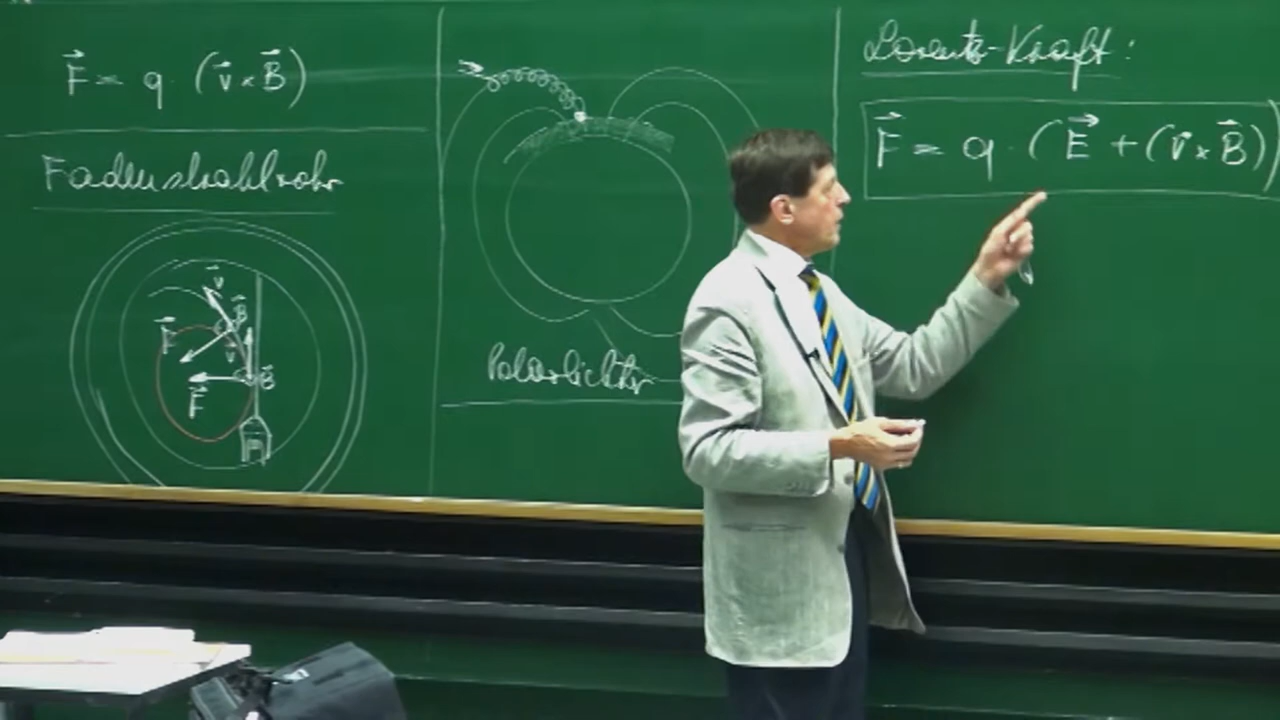 F⃗ = q · (v⃗ × B⃗)
Fadenstrahlrohr
v⃗
B⃗
F⃗
v⃗
B⃗
F⃗
Polarlichter
Lorentz-Kraft:
F⃗ = q · (E⃗ + (v⃗ × B⃗))